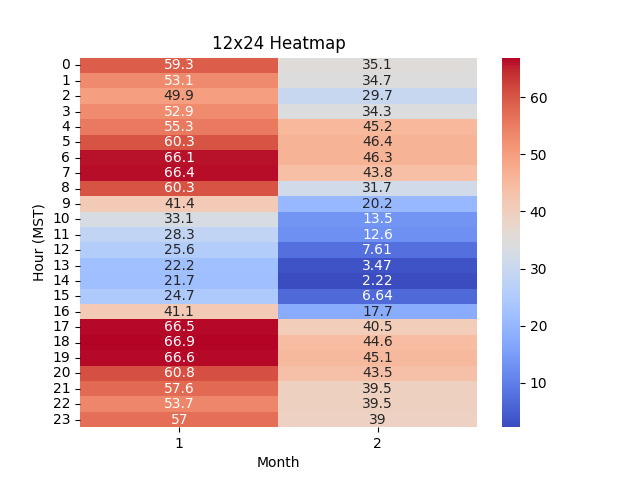 12x24 Heatmap
0 59.3 35.1
1 53.1 34.7
2 49.9 29.7
3 52.9 34.3
4 55.3 45.2
5 60.3 46.4
6 66.1 46.3
7 66.4 43.8
8 60.3 31.7
9 41.4 20.2
10 33.1 13.5
11 28.3 12.6
12 25.6 7.61
13 22.2 3.47
14 21.7 2.22
15 24.7 6.64
16 41.1 17.7
17 66.5 40.5
18 66.9 44.6
19 66.6 45.1
20 60.8 43.5
21 57.6 39.5
22 53.7 39.5
23 57 39
1 2
Month
Hour (MST)
60
50
40
30
20
10